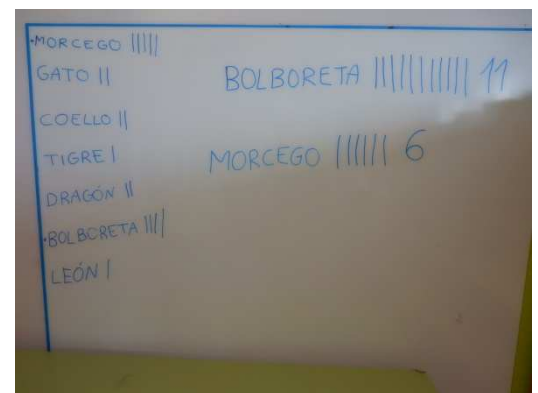 ·MORCEGO |||||
GATO ||
COELLO ||
TIGRE |
DRAGÓN ||
·BOLBORETA ||||
LEÓN |
BOLBORETA ||||||||||| 11
MORCEGO |||||| 6